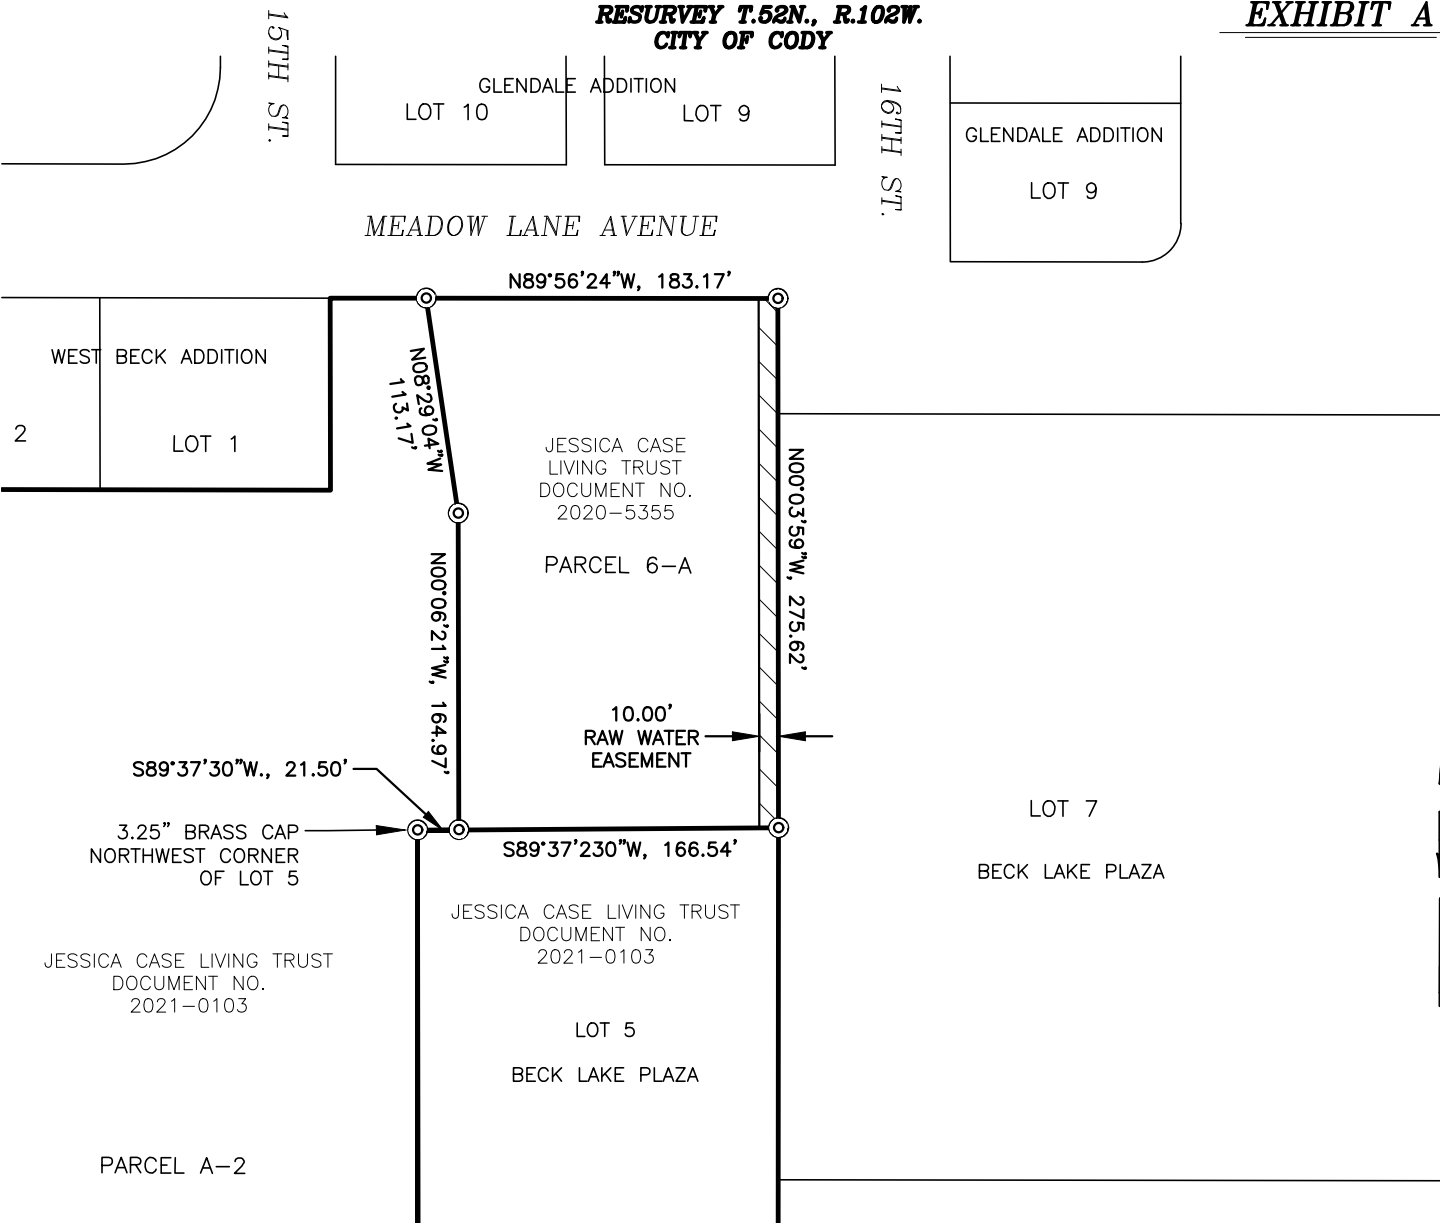 RESURVEY T.52N., R.102W.
CITY OF CODY
EXHIBIT A
15TH ST.
GLENDALE ADDITION
LOT 10
LOT 9
16TH ST.
GLENDALE ADDITION
LOT 9
MEADOW LANE AVENUE
N89°56'24"W, 183.17'
WEST BECK ADDITION
2
LOT 1
N08°29'04"W
113.17'
JESSICA CASE
LIVING TRUST
DOCUMENT NO.
2020-5355
PARCEL 6-A
N00°03'59"W, 275.62'
N00°06'21"W, 164.97'
10.00'
RAW WATER
EASEMENT
S89°37'30"W., 21.50'
3.25" BRASS CAP
NORTHWEST CORNER
OF LOT 5
S89°37'230"W, 166.54'
LOT 7
BECK LAKE PLAZA
JESSICA CASE LIVING TRUST
DOCUMENT NO.
2021-0103
JESSICA CASE LIVING TRUST
DOCUMENT NO.
2021-0103
LOT 5
BECK LAKE PLAZA
PARCEL A-2